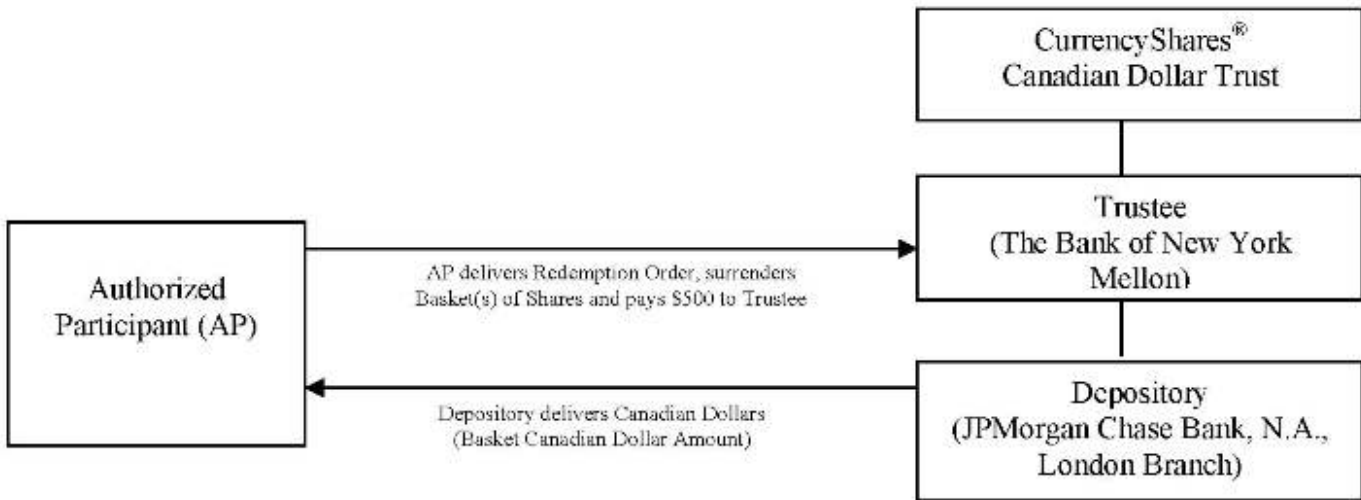 CurrencyShares®
Canadian Dollar Trust
Trustee
(The Bank of New York
Mellon)
Authorized
Participant (AP)
AP delivers Redemption Order, surrenders
Basket(s) of Shares and pays $500 to Trustee
Depository delivers Canadian Dollars
(Basket Canadian Dollar Amount)
Depository
(JPMorgan Chase Bank, N.A.,
London Branch)